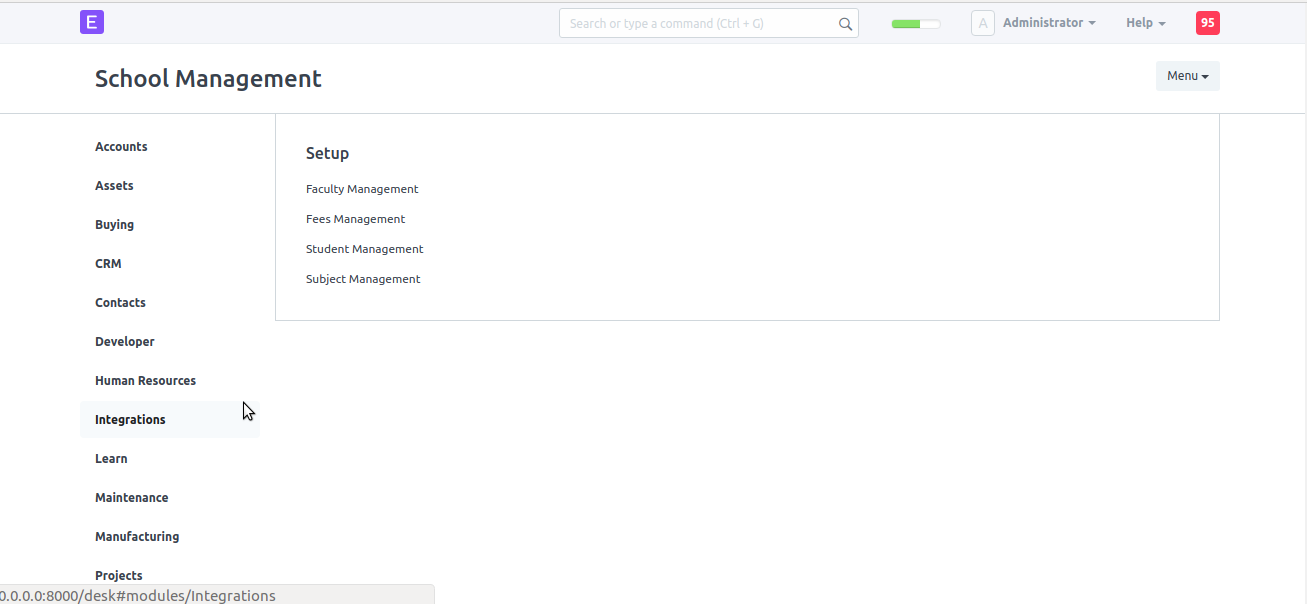 E
Search or type a command (Ctrl + G)
A Administrator
Help
95
School Management
Menu
Accounts
Assets
Buying
CRM
Contacts
Developer
Human Resources
Integrations
Learn
Maintenance
Manufacturing
Projects
Setup
Faculty Management
Fees Management
Student Management
Subject Management
0.0.0.0:8000/desk#modules/Integrations